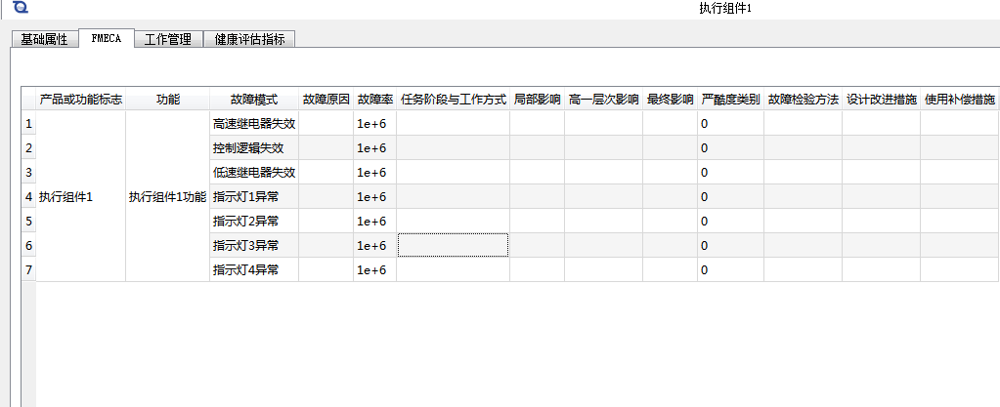 执行组件1
基础属性 FMECA 工作管理 健康评估指标
产品或功能标志 功能 故障模式 故障原因 故障率 任务阶段与工作方式 局部影响 高一层次影响 最终影响 严酷度类别 故障检验方法 设计改进措施 使用补偿措施
1 高速继电器失效 1e+6 0
2 控制逻辑失效 1e+6 0
3 低速继电器失效 1e+6 0
4 执行组件1 执行组件1功能 指示灯1异常 1e+6 0
5 指示灯2异常 1e+6 0
6 指示灯3异常 1e+6 0
7 指示灯4异常 1e+6 0